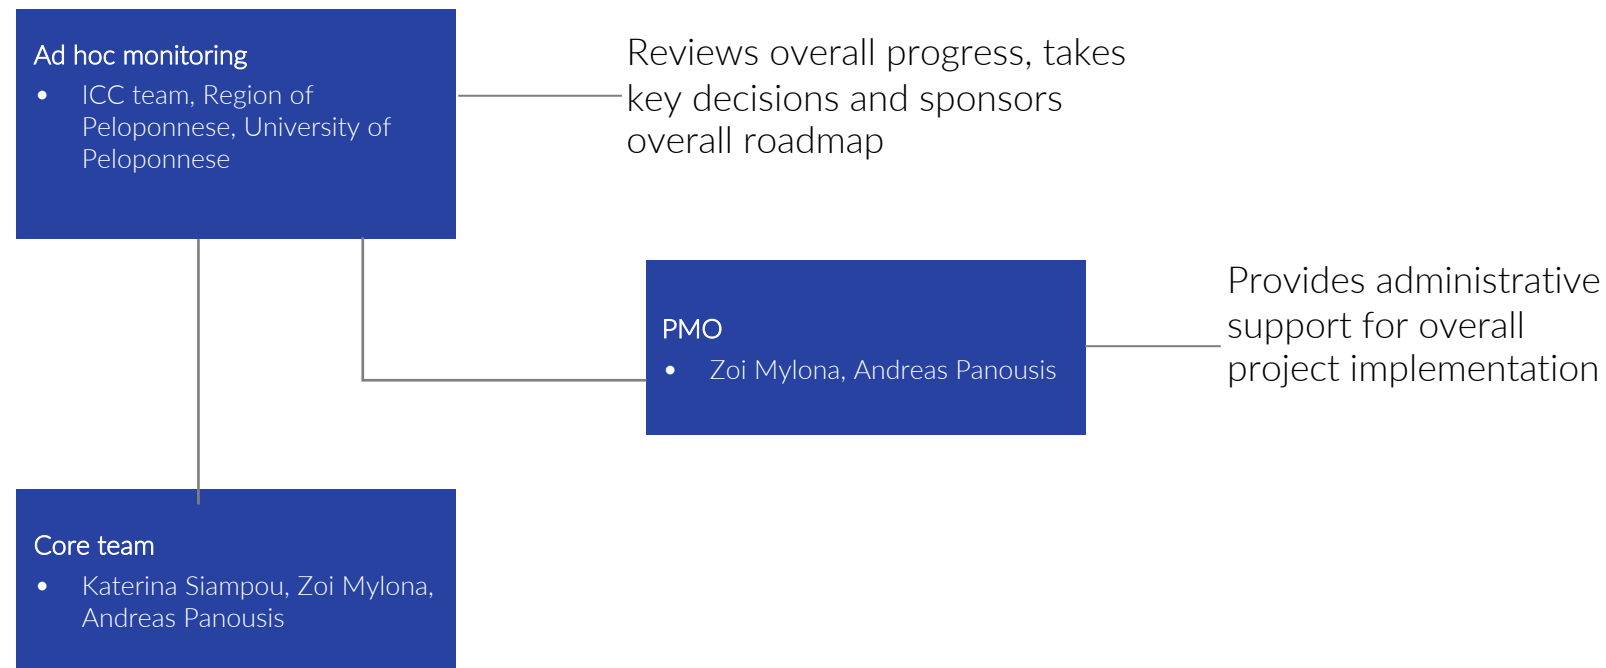 Ad hoc monitoring
• ICC team, Region of
Peloponnese, University of
Peloponnese
Reviews overall progress, takes
key decisions and sponsors
overall roadmap
PMO
• Zoi Mylona, Andreas Panousis
Provides administrative
support for overall
project implementation
Core team
• Katerina Siampou, Zoi Mylona,
Andreas Panousis